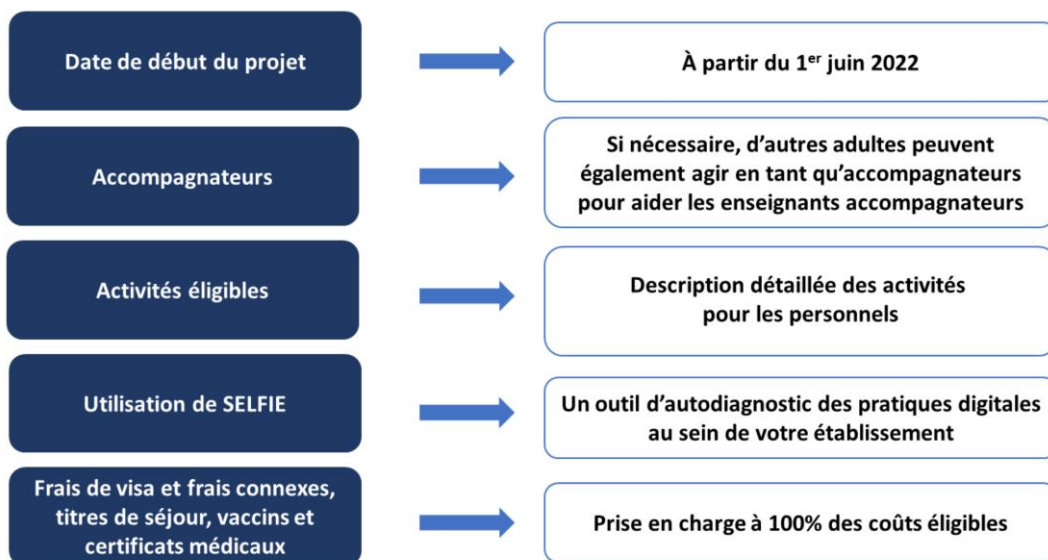 Date de début du projet
À partir du 1er juin 2022
Accompagnateurs
Si nécessaire, d’autres adultes peuvent
également agir en tant qu’accompagnateurs
pour aider les enseignants accompagnateurs
Activités éligibles
Description détaillée des activités
pour les personnels
Utilisation de SELFIE
Un outil d’autodiagnostic des pratiques digitales
au sein de votre établissement
Frais de visa et frais connexes,
titres de séjour, vaccins et
certificats médicaux
Prise en charge à 100% des coûts éligibles